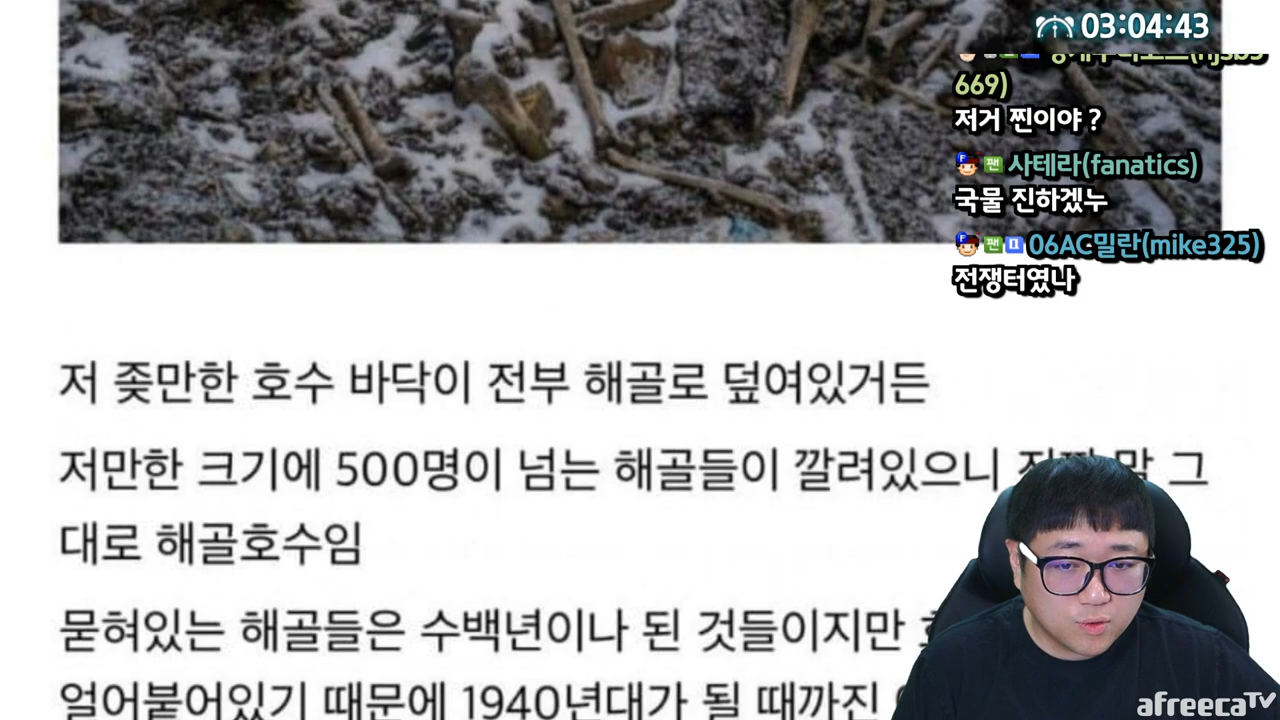 03:04:43
669)
저거 찐이야 ?
F 팬 사테라(fanatics)
국물 진하겠누
F 팬 06AC밀란(mike325)
전쟁터였나
저 좆만한 호수 바닥이 전부 해골로 덮여있거든
저만한 크기에 500명이 넘는 해골들이 깔려있으니 그
대로 해골호수임
묻혀있는 해골들은 수백년이나 된 것들이지만
얼어붙어있기 때문에 1940년대가 될 때까진
afreecaTV